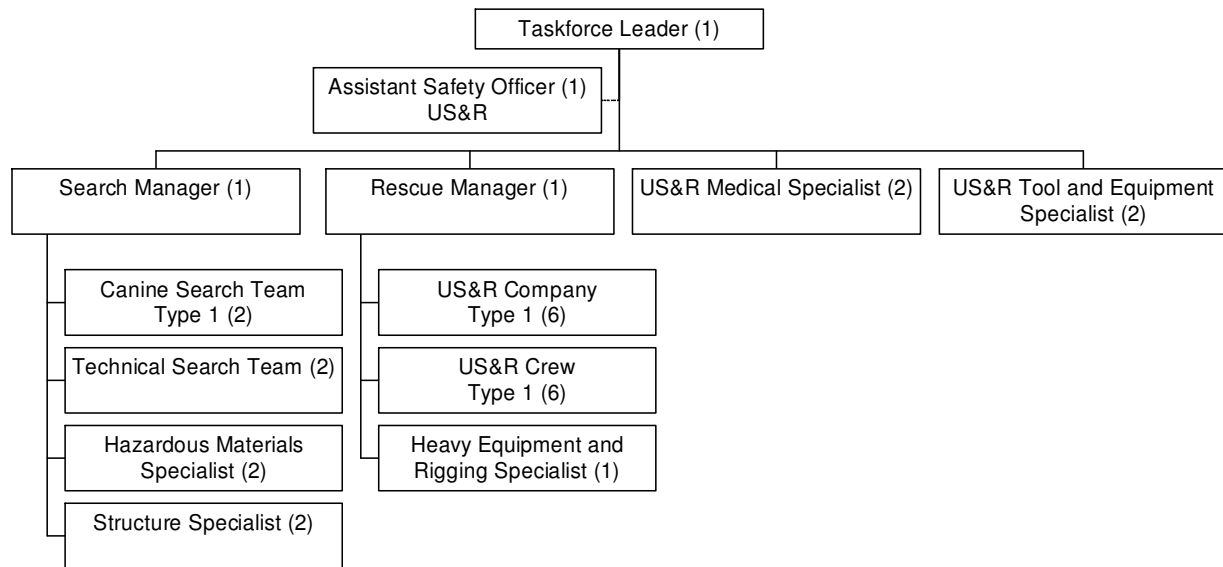 Taskforce Leader (1)
Assistant Safety Officer (1)
US&R
Search Manager (1)
Rescue Manager (1)
US&R Medical Specialist (2)
US&R Tool and Equipment
Specialist (2)
Canine Search Team
Type 1 (2)
Technical Search Team (2)
Hazardous Materials
Specialist (2)
Structure Specialist (2)
US&R Company
Type 1 (6)
US&R Crew
Type 1 (6)
Heavy Equipment and
Rigging Specialist (1)